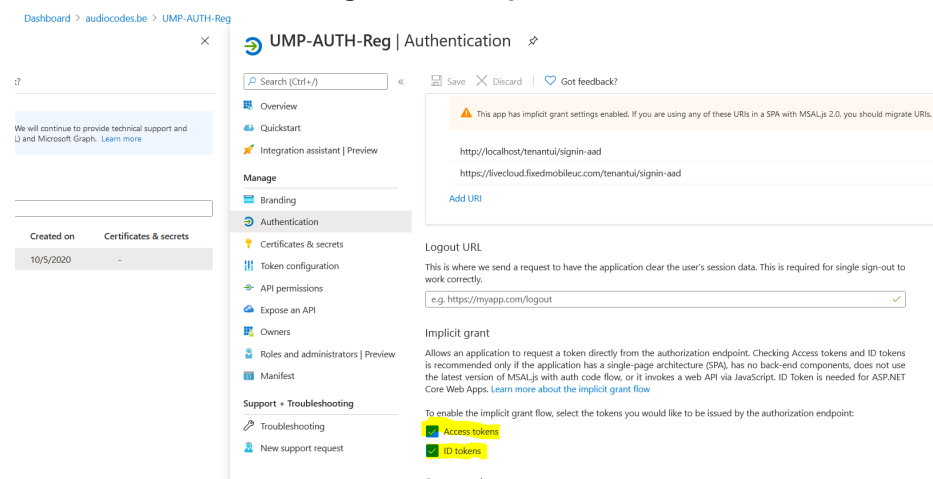 Dashboard > audiocodes.be > UMP-AUTH-Reg
UMP-AUTH-Reg | Authentication
:?
We will continue to provide technical support and
L) and Microsoft Graph. Learn more
Created on Certificates & secrets
10/5/2020 -
Search (Ctrl+/) «
Overview
Quickstart
Integration assistant | Preview
Manage
Branding
Authentication
Certificates & secrets
Token configuration
API permissions
Expose an API
Owners
Roles and administrators | Preview
Manifest
Support + Troubleshooting
Troubleshooting
New support request
Save Discard | Got feedback?
This app has implicit grant settings enabled. If you are using any of these URIs in a SPA with MSAL.js 2.0, you should migrate URIs.
http://localhost/tenantui/signin-aad
https://livecloud.fixedmobileuc.com/tenantui/signin-aad
Add URI
Logout URL
This is where we send a request to have the application clear the user's session data. This is required for single sign-out to
work correctly.
e.g. https://myapp.com/logout
Implicit grant
Allows an application to request a token directly from the authorization endpoint. Checking Access tokens and ID tokens
is recommended only if the application has a single-page architecture (SPA), has no back-end components, does not use
the latest version of MSAL.js with auth code flow, or it invokes a web API via JavaScript. ID Token is needed for ASP.NET
Core Web Apps. Learn more about the implicit grant flow
To enable the implicit grant flow, select the tokens you would like to be issued by the authorization endpoint:
Access tokens
ID tokens